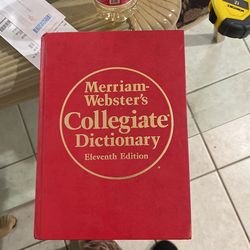 Merriam-
Webster's
Collegiate®
Dictionary
Eleventh Edition